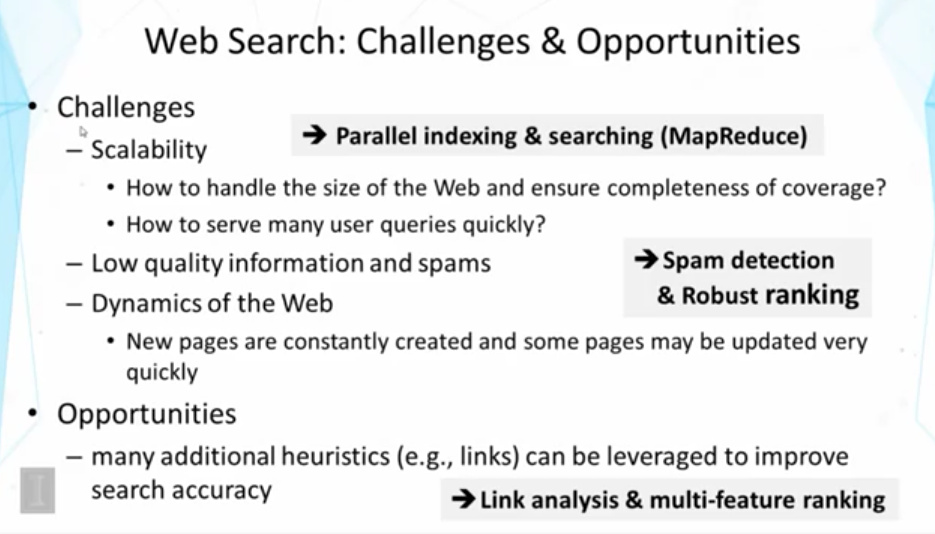 Web Search: Challenges & Opportunities
• Challenges
– Scalability
➔ Parallel indexing & searching (MapReduce)
• How to handle the size of the Web and ensure completeness of coverage?
• How to serve many user queries quickly?
– Low quality information and spams
➔ Spam detection
& Robust ranking
– Dynamics of the Web
• New pages are constantly created and some pages may be updated very
quickly
• Opportunities
– many additional heuristics (e.g., links) can be leveraged to improve
search accuracy
➔ Link analysis & multi-feature ranking
I